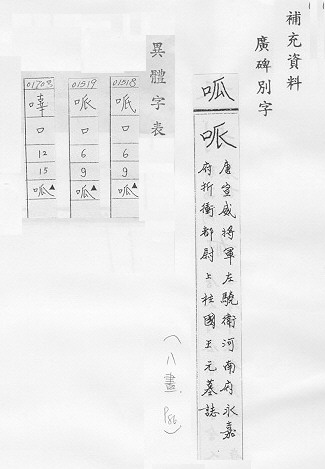 補充資料
廣碑別字
呱
哌
唐宣威將軍左驍衛河南府永嘉
府折衝都尉上柱國王元墓誌
(八畫 P86)
異體字表
01518
呱
口
6
9
呱▲
01519
哌
口
6
9
呱▲
01703
口
12
15
呱▲